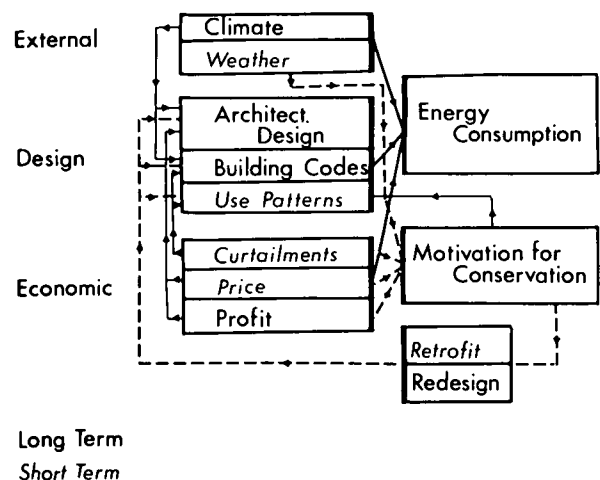 External
Climate
Weather
Design
Architect.
Design
Building Codes
Use Patterns
Energy
Consumption
Economic
Curtailments
Price
Profit
Motivation for
Conservation
Retrofit
Redesign
Long Term
Short Term